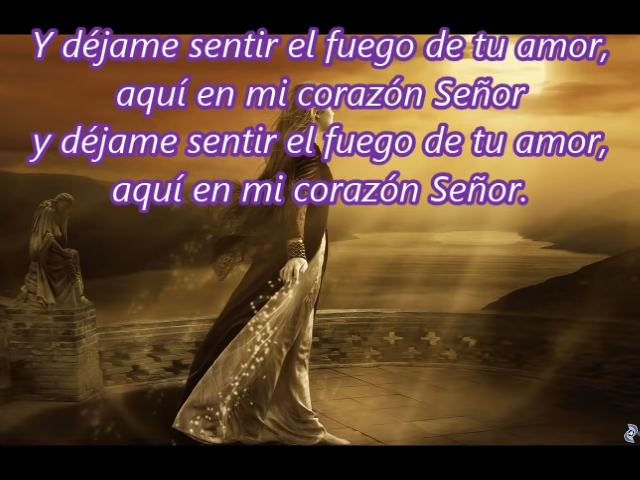 Y déjame sentir el fuego de tu amor,
aquí en mi corazón Señor
y déjame sentir el fuego de tu amor,
aquí en mi corazón Señor.